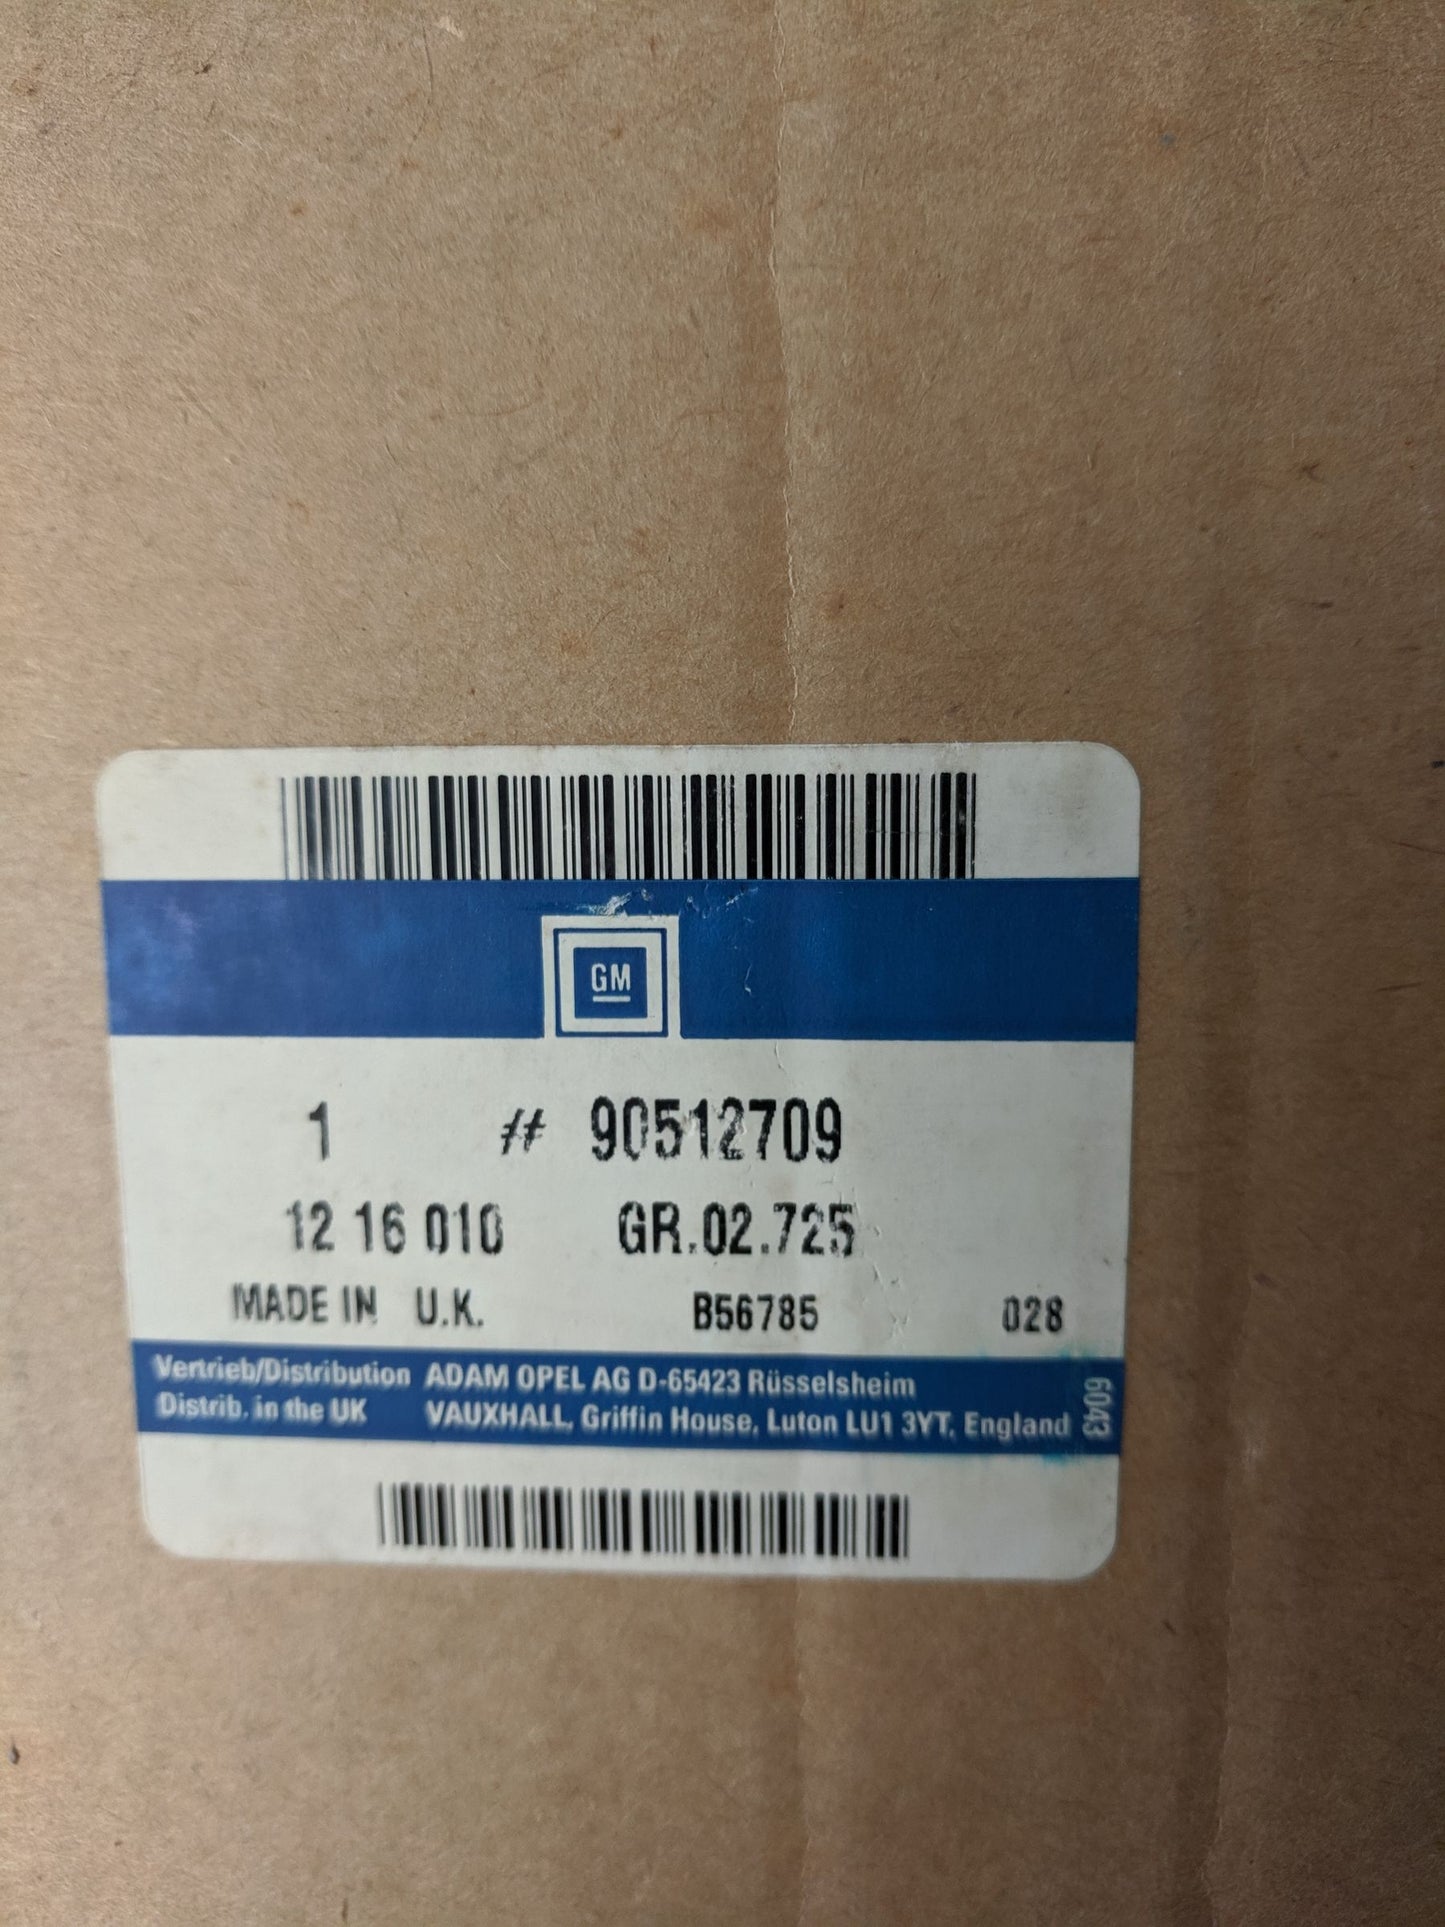 GM
1 # 90512709
12 16 010 GR.02.725
MADE IN U.K. B56785 028
Vertrieb/Distribution ADAM OPEL AG D-65423 Rüsselsheim
Distrib. in the UK VAUXHALL, Griffin House, Luton LU1 3YT, England
6043